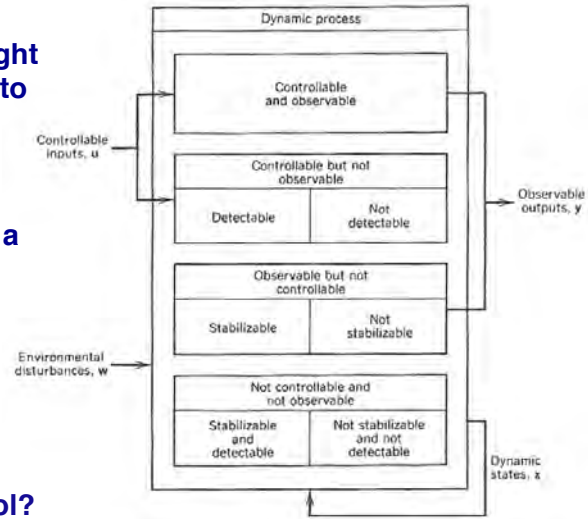 ght
to
a
ol?
Dynamic process
Controllable
and observable
Controllable
inputs, u
Controllable but not
observable
Detectable
Not
detectable
Observable
outputs, y
Observable but not
controllable
Stabilizable
Not
stabilizable
Environmental
disturbances, w
Not controllable and
not observable
Stabilizable
and
detectable
Not stabilizable
and not
detectable
Dynamic
states, x